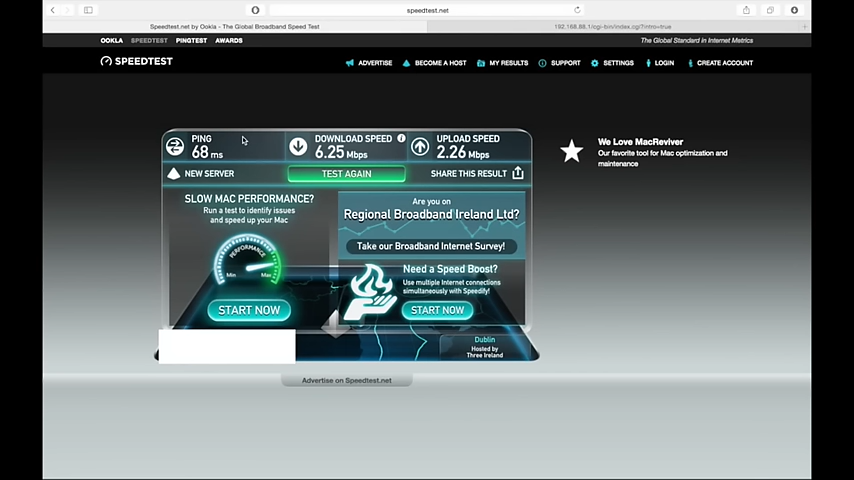 speedtest.net
Speedtest.net by Ookla - The Global Broadband Speed Test
192.168.88.1/cgi-bin/index.cgi?intro=true
OOKLA SPEEDTEST PINGTEST AWARDS
The Global Standard in Internet Metrics
SPEEDTEST
ADVERTISE BECOME A HOST MY RESULTS SUPPORT SETTINGS LOGIN CREATE ACCOUNT
PING
68 ms
DOWNLOAD SPEED
6.25 Mbps
UPLOAD SPEED
2.26 Mbps
NEW SERVER
TEST AGAIN
SHARE THIS RESULT
We Love MacReviver
Our favorite tool for Mac optimization and
maintenance
SLOW MAC PERFORMANCE?
Run a test to identify issues
and speed up your Mac
PERFORMANCE
Min Max
START NOW
Are you on
Regional Broadband Ireland Ltd?
Take our Broadband Internet Survey!
Need a Speed Boost?
Use multiple Internet connections
simultaneously with Speedify!
START NOW
Dublin
Hosted by
Three Ireland
Advertise on Speedtest.net